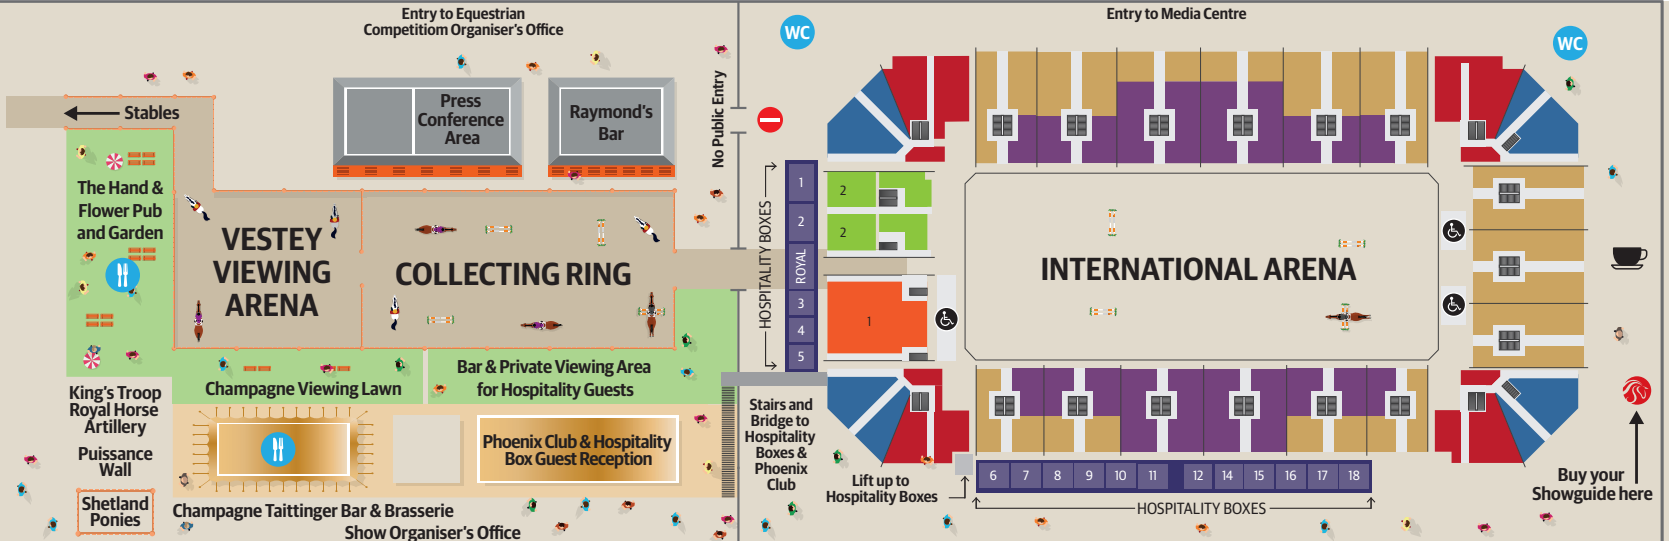 Entry to Equestrian
Competitiom Organiser's Office
Entry to Media Centre
WC
WC
No Public Entry
Stables
Press
Conference
Area
Raymond's
Bar
The Hand &
Flower Pub
and Garden
VESTEY
VIEWING
ARENA
COLLECTING RING
HOSPITALITY BOXES
1
2
ROYAL
3
4
5
2
2
1
INTERNATIONAL ARENA
Champagne Viewing Lawn
Bar & Private Viewing Area
for Hospitality Guests
King's Troop
Royal Horse
Artillery
Puissance
Wall
Shetland
Ponies
Phoenix Club & Hospitality
Box Guest Reception
Champagne Taittinger Bar & Brasserie
Show Organiser's Office
Stairs and
Bridge to
Hospitality
Boxes &
Phoenix
Club
Lift up to
Hospitality Boxes
6 7 8 9 10 11 12 14 15 16 17 18
HOSPITALITY BOXES
Buy your
Showguide here